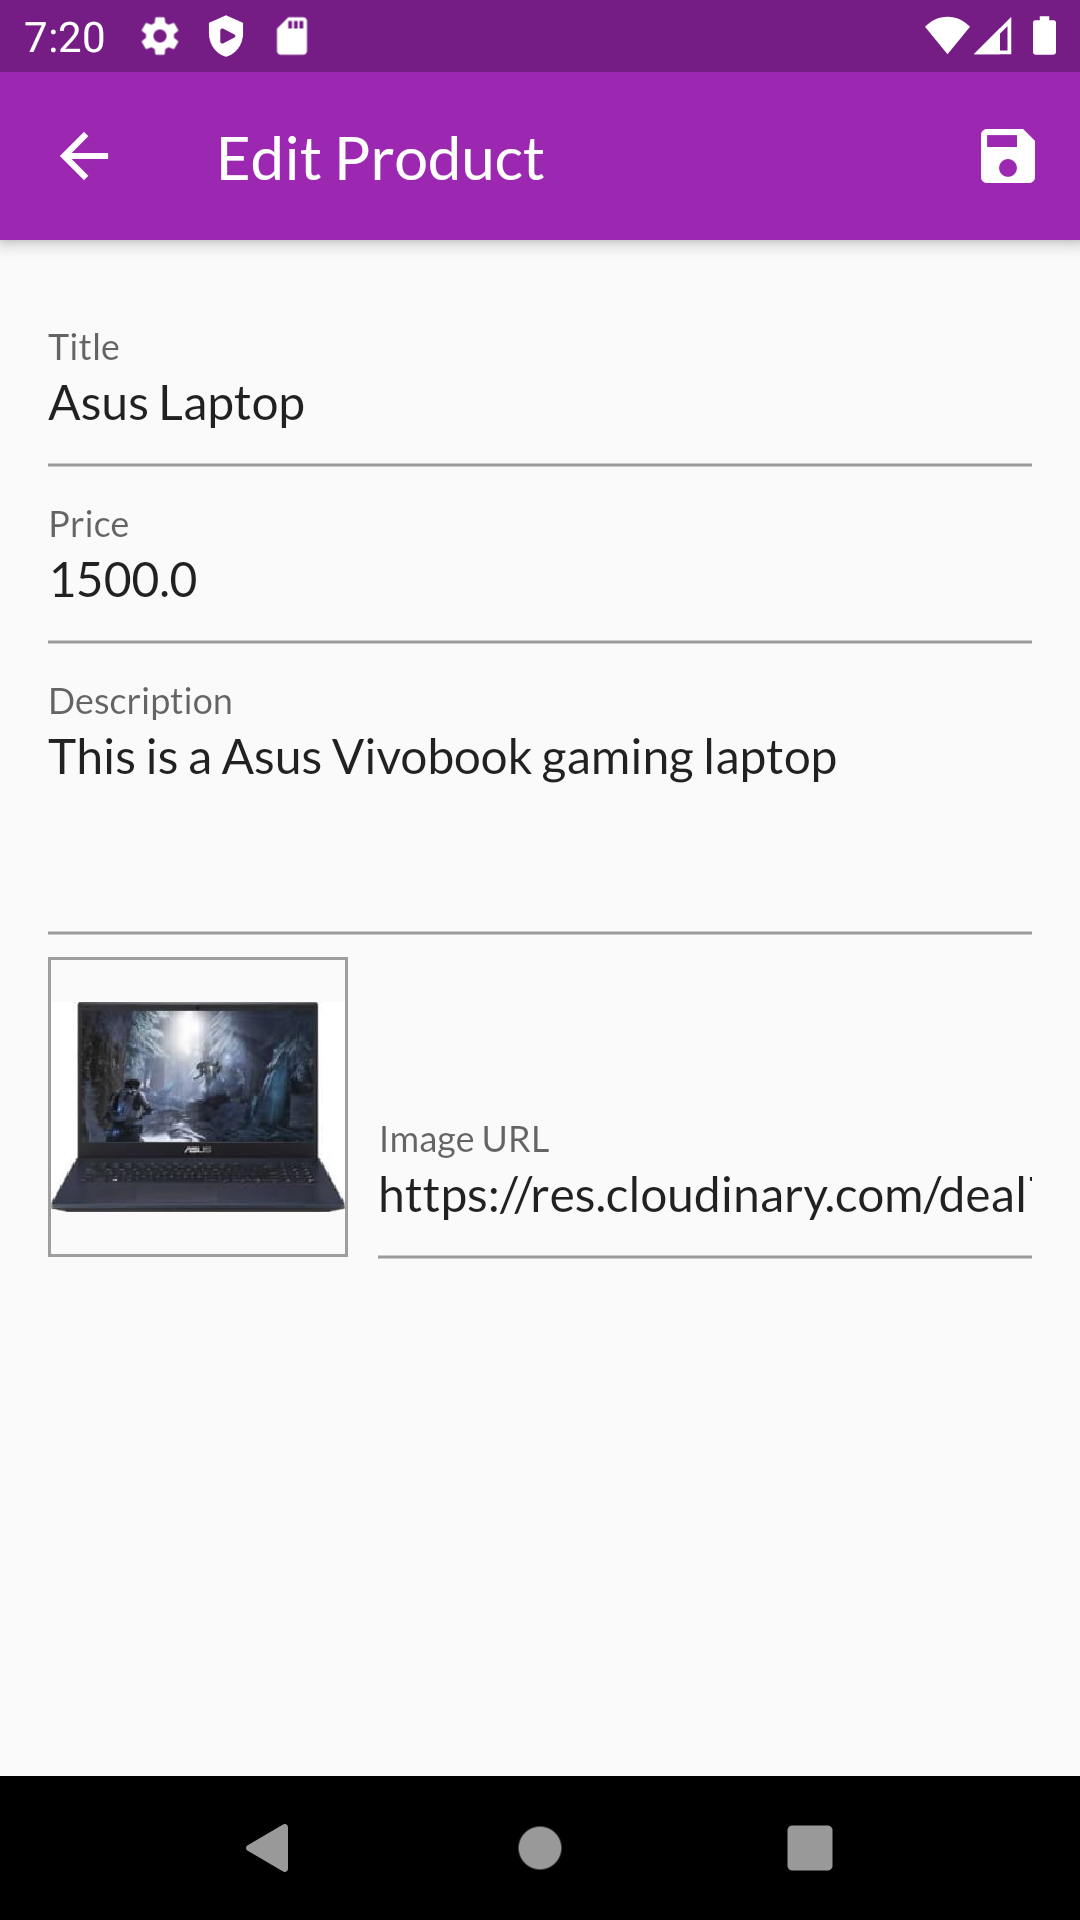 7:20
Edit Product
Title
Asus Laptop
Price
1500.0
Description
This is a Asus Vivobook gaming laptop
ASUS
Image URL
https://res.cloudinary.com/deal